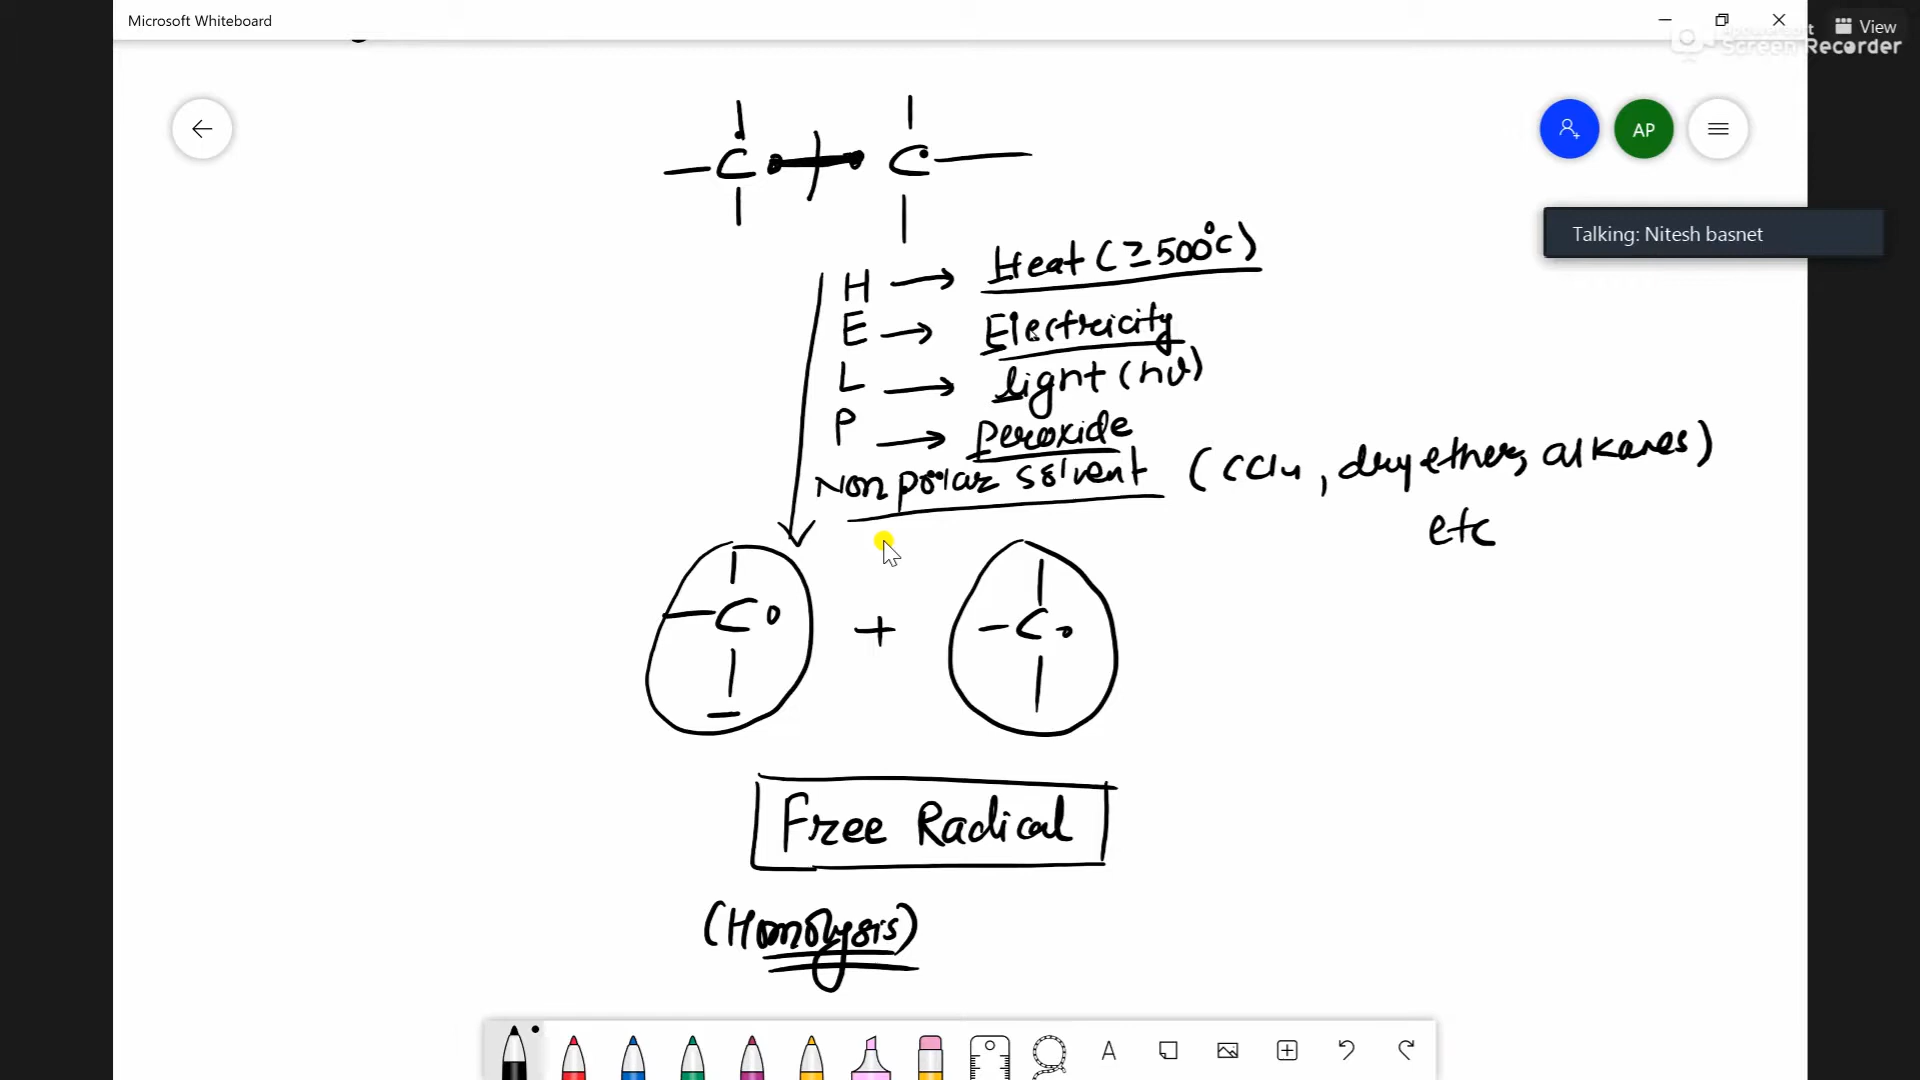 Microsoft Whiteboard
View
Screen Recorder
AP
Talking: Nitesh basnet
C C
H → Heat (≥500°C)
E → Electricity
L → Light (hν)
P → Peroxide
Non polar solvent (CCl4, dry ether, alkanes)
etc
C + C
Free Radical
(Homolysis)
A